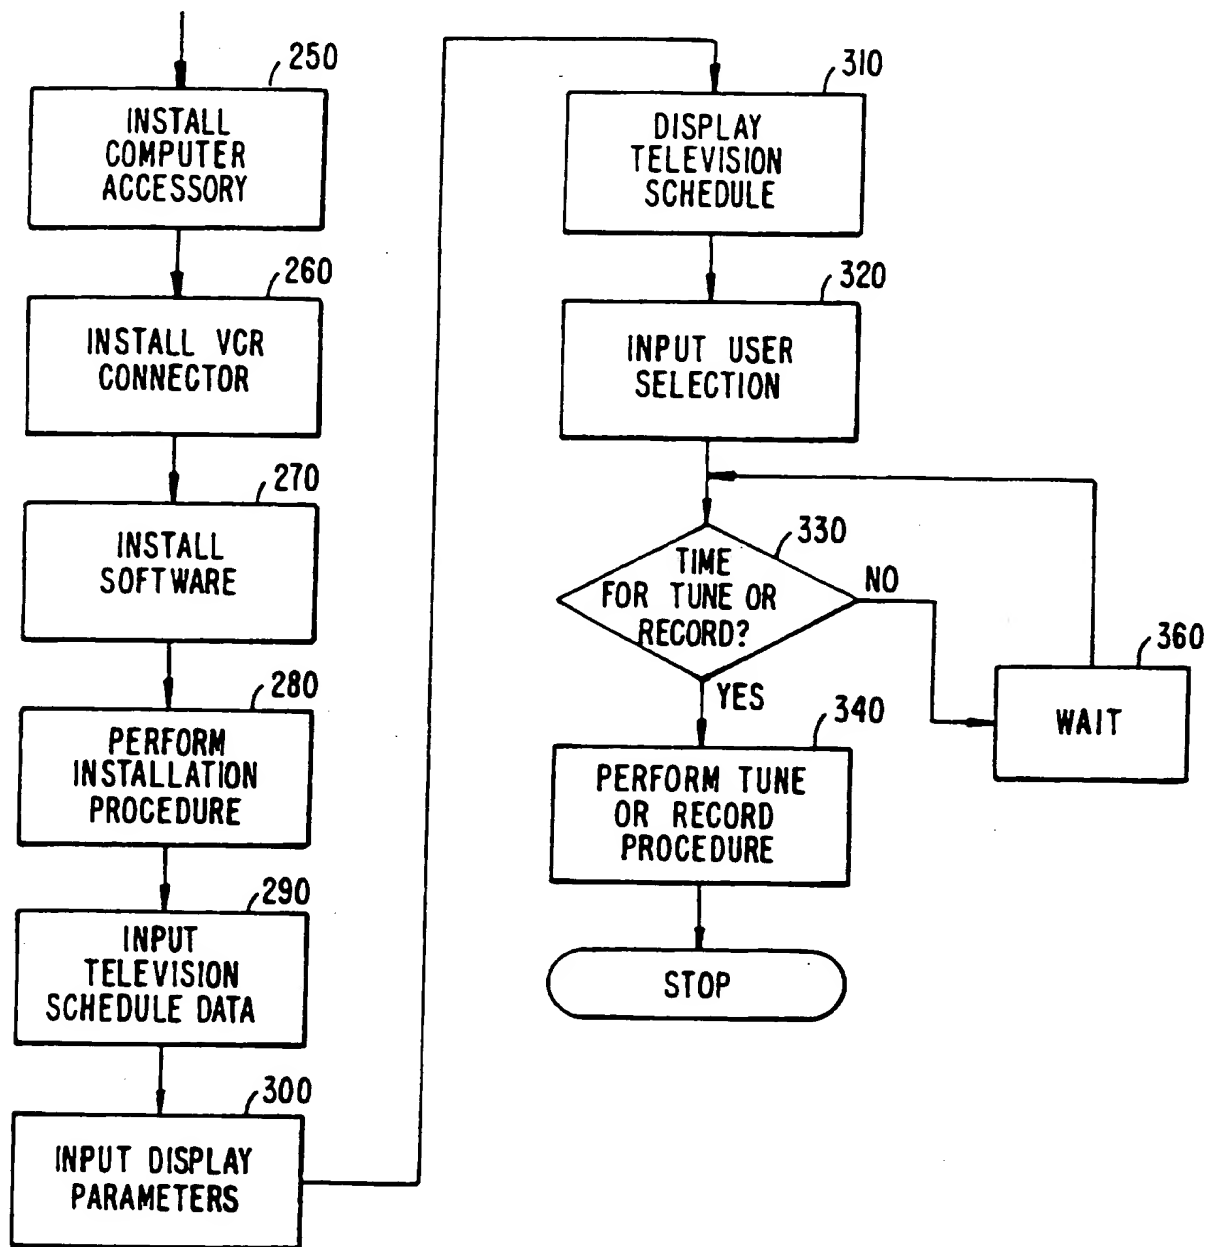 250
INSTALL
COMPUTER
ACCESSORY
260
INSTALL VCR
CONNECTOR
270
INSTALL
SOFTWARE
280
PERFORM
INSTALLATION
PROCEDURE
290
INPUT
TELEVISION
SCHEDULE DATA
300
INPUT DISPLAY
PARAMETERS
310
DISPLAY
TELEVISION
SCHEDULE
320
INPUT USER
SELECTION
330
TIME
FOR TUNE OR
RECORD?
NO
YES
360
WAIT
340
PERFORM TUNE
OR RECORD
PROCEDURE
STOP